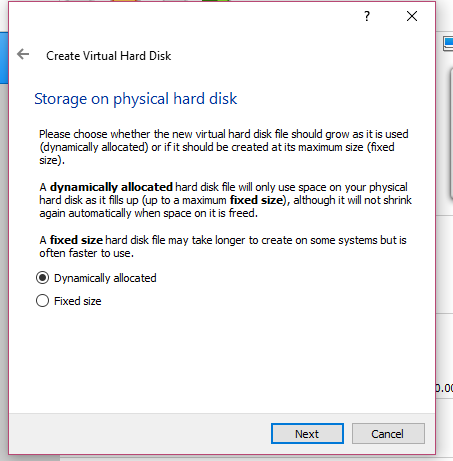 ?
Create Virtual Hard Disk
Storage on physical hard disk
Please choose whether the new virtual hard disk file should grow as it is used
(dynamically allocated) or if it should be created at its maximum size (fixed
size).
A dynamically allocated hard disk file will only use space on your physical
hard disk as it fills up (up to a maximum fixed size), although it will not shrink
again automatically when space on it is freed.
A fixed size hard disk file may take longer to create on some systems but is
often faster to use.
Dynamically allocated
Fixed size
0.00
Next
Cancel